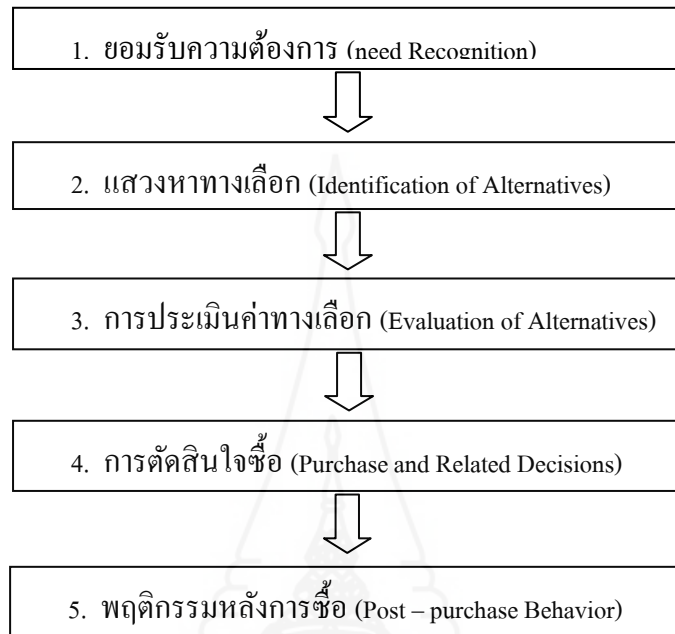 1. ยอมรับความต้องการ (need Recognition)
2. แสวงหาทางเลือก (Identification of Alternatives)
3. การประเมินค่าทางเลือก (Evaluation of Alternatives)
4. การตัดสินใจซื้อ (Purchase and Related Decisions)
5. พฤติกรรมหลังการซื้อ (Post – purchase Behavior)